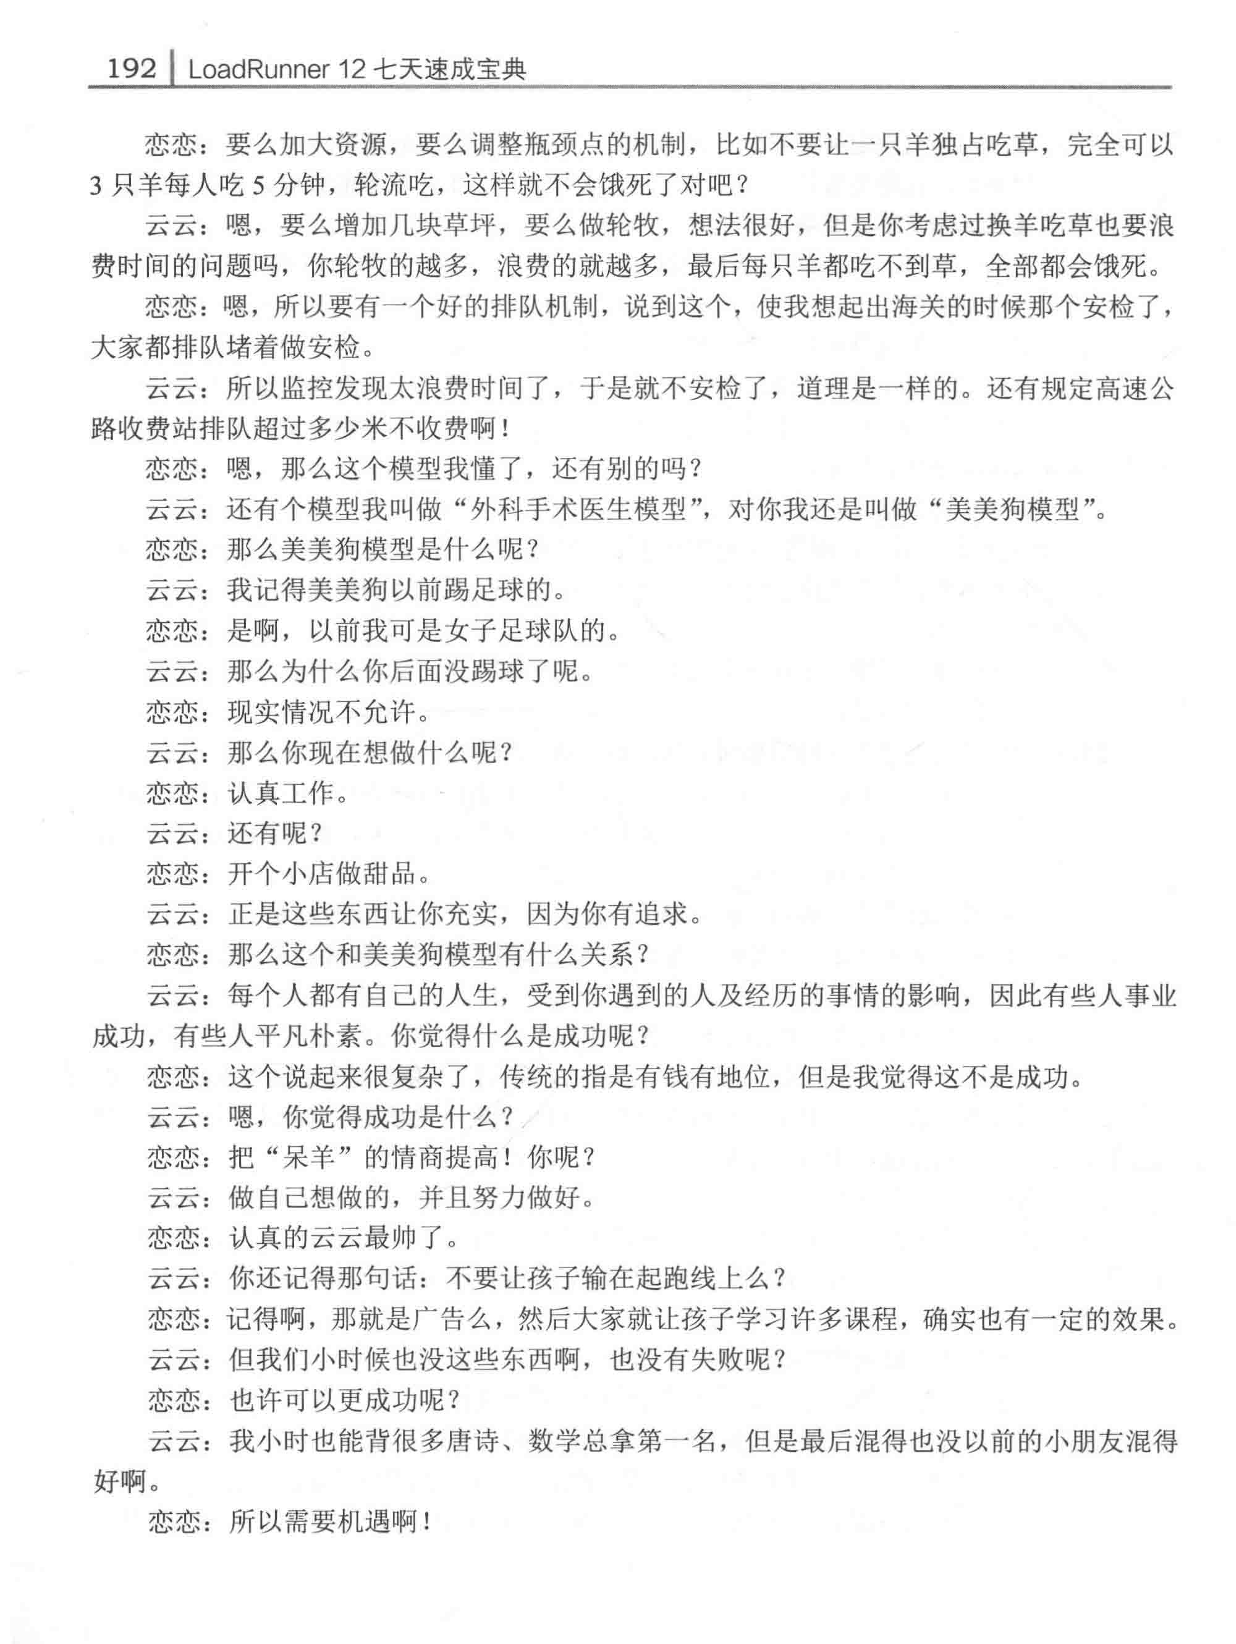 192 LoadRunner 12 七天速成宝典
恋恋：要么加大资源，要么调整瓶颈点的机制，比如不要让一只羊独占吃草，完全可以
3 只羊每人吃 5 分钟，轮流吃，这样就不会饿死了对吧？
云云：嗯，要么增加几块草坪，要么做轮牧，想法很好，但是你考虑过换羊吃草也要浪
费时间的问题吗，你轮牧的越多，浪费的就越多，最后每只羊都吃不到草，全部都会饿死。
恋恋：嗯，所以要有一个好的排队机制，说到这个，使我想起出海关的时候那个安检了，
大家都排队堵着做安检。
云云：所以监控发现太浪费时间了，于是就不安检了，道理是一样的。还有规定高速公
路收费站排队超过多少米不收费啊！
恋恋：嗯，那么这个模型我懂了，还有别的吗？
云云：还有个模型我叫做“外科手术医生模型”，对你我还是叫做“美美狗模型”。
恋恋：那么美美狗模型是什么呢？
云云：我记得美美狗以前踢足球的。
恋恋：是啊，以前我可是女子足球队的。
云云：那么为什么你后面没踢球了呢。
恋恋：现实情况不允许。
云云：那么你现在想做什么呢？
恋恋：认真工作。
云云：还有呢？
恋恋：开个小店做甜品。
云云：正是这些东西让你充实，因为你有追求。
恋恋：那么这个和美美狗模型有什么关系？
云云：每个人都有自己的人生，受到你遇到的人及经历的事情的影响，因此有些人事业
成功，有些人平凡朴素。你觉得什么是成功呢？
恋恋：这个说起来很复杂了，传统的指是有钱有地位，但是我觉得这不是成功。
云云：嗯，你觉得成功是什么？
恋恋：把“呆羊”的情商提高！你呢？
云云：做自己想做的，并且努力做好。
恋恋：认真的云云最帅了。
云云：你还记得那句话：不要让孩子输在起跑线上么？
恋恋：记得啊，那就是广告么，然后大家就让孩子学习许多课程，确实也有一定的效果。
云云：但我们小时候也没这些东西啊，也没有失败呢？
恋恋：也许可以更成功呢？
云云：我小时也能背很多唐诗、数学总拿第一名，但是最后混得也没以前的小朋友混得
好啊。
恋恋：所以需要机遇啊！